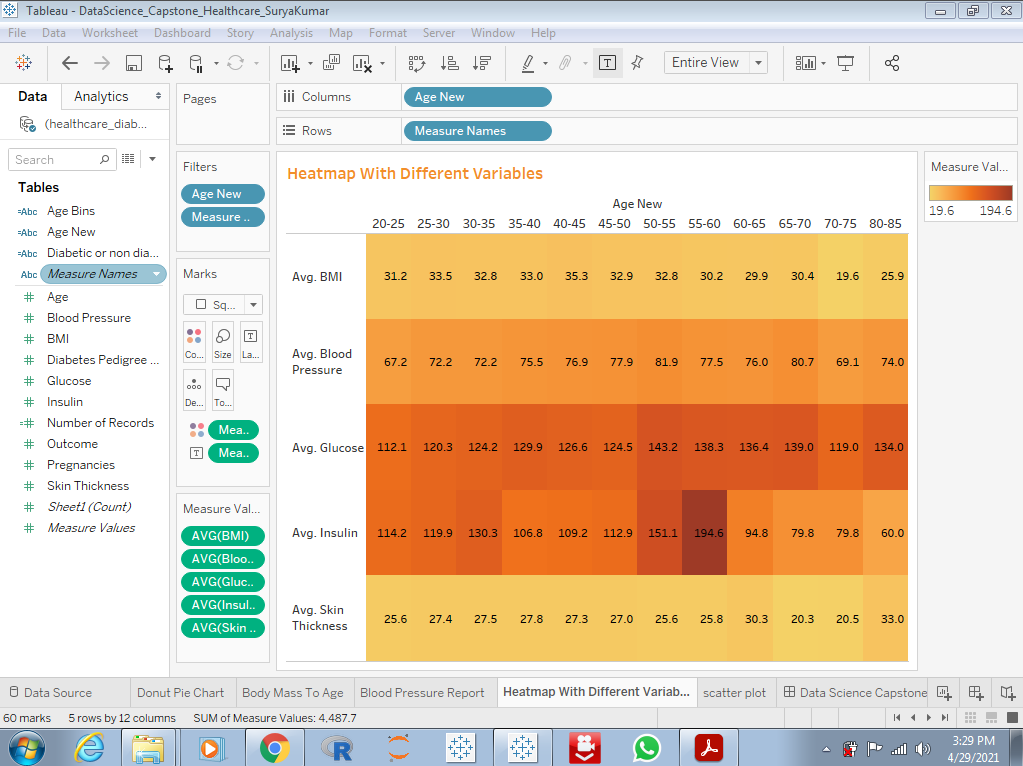 Tableau - DataScience_Capstone_Healthcare_SuryaKumar
File Data Worksheet Dashboard Story Analysis Map Format Server Window Help
Entire View
Data Analytics
(healthcare_diab...
Search
Tables
Abc Age Bins
Abc Age New
Abc Diabetic or non dia...
Abc Measure Names
Age
Blood Pressure
BMI
Diabetes Pedigree ...
Glucose
Insulin
Number of Records
Outcome
Pregnancies
Skin Thickness
Sheet1 (Count)
Measure Values
Pages
Filters
Age New
Measure ..
Marks
Sq...
Co... Size La...
De... To...
Mea..
Mea..
Measure Val...
AVG(BMI)
AVG(Bloo..
AVG(Gluc..
AVG(Insul..
AVG(Skin ..
Columns Age New
Rows Measure Names
Heatmap With Different Variables
Age New
20-25 25-30 30-35 35-40 40-45 45-50 50-55 55-60 60-65 65-70 70-75 80-85
Avg. BMI 31.2 33.5 32.8 33.0 35.3 32.9 32.8 30.2 29.9 30.4 19.6 25.9
Avg. Blood
Pressure 67.2 72.2 72.2 75.5 76.9 77.9 81.9 77.5 76.0 80.7 69.1 74.0
Avg. Glucose 112.1 120.3 124.2 129.9 126.6 124.5 143.2 138.3 136.4 139.0 119.0 134.0
Avg. Insulin 114.2 119.9 130.3 106.8 109.2 112.9 151.1 194.6 94.8 79.8 79.8 60.0
Avg. Skin
Thickness 25.6 27.4 27.5 27.8 27.3 27.0 25.6 25.8 30.3 20.3 20.5 33.0
Measure Val...
19.6 194.6
Data Source Donut Pie Chart Body Mass To Age Blood Pressure Report Heatmap With Different Variab... scatter plot Data Science Capstone
60 marks 5 rows by 12 columns SUM of Measure Values: 4,487.7
3:29 PM
4/29/2021